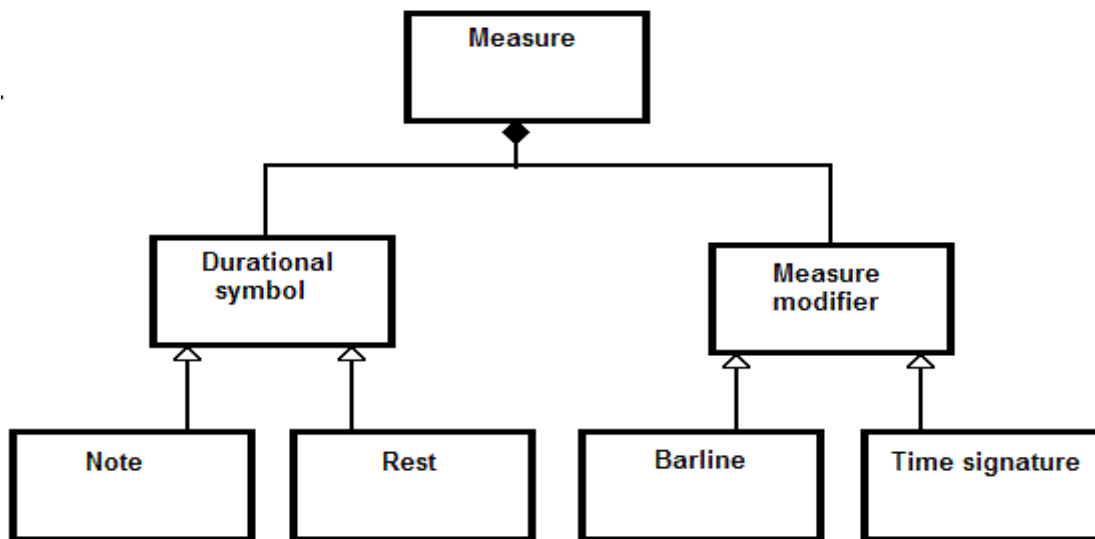 Measure
Durational
symbol
Measure
modifier
Note
Rest
Barline
Time signature